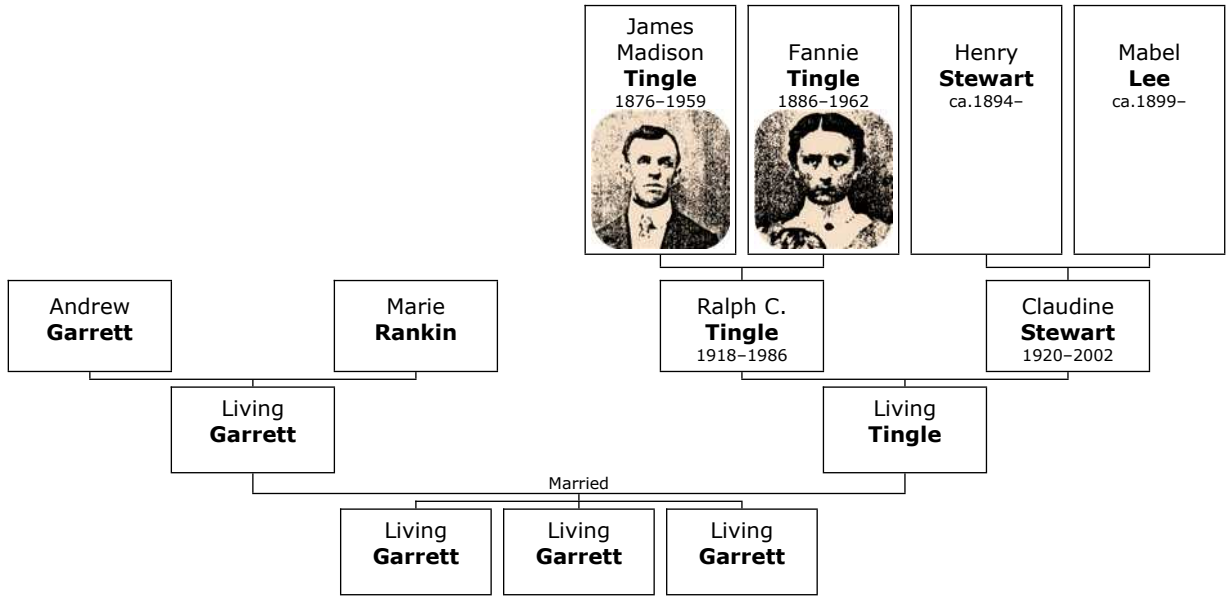 James
Madison
Tingle
1876–1959
Fannie
Tingle
1886–1962
Henry
Stewart
ca.1894–
Mabel
Lee
ca.1899–
Andrew
Garrett
Marie
Rankin
Ralph C.
Tingle
1918–1986
Claudine
Stewart
1920–2002
Living
Garrett
Living
Tingle
Married
Living
Garrett
Living
Garrett
Living
Garrett